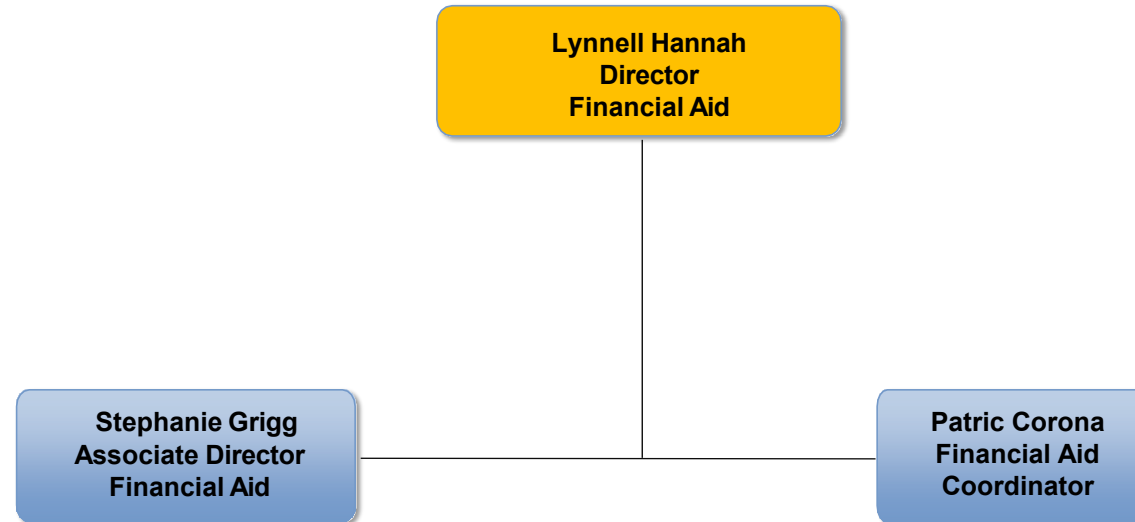 Lynnell Hannah
Director
Financial Aid
Stephanie Grigg
Associate Director
Financial Aid
Patric Corona
Financial Aid
Coordinator